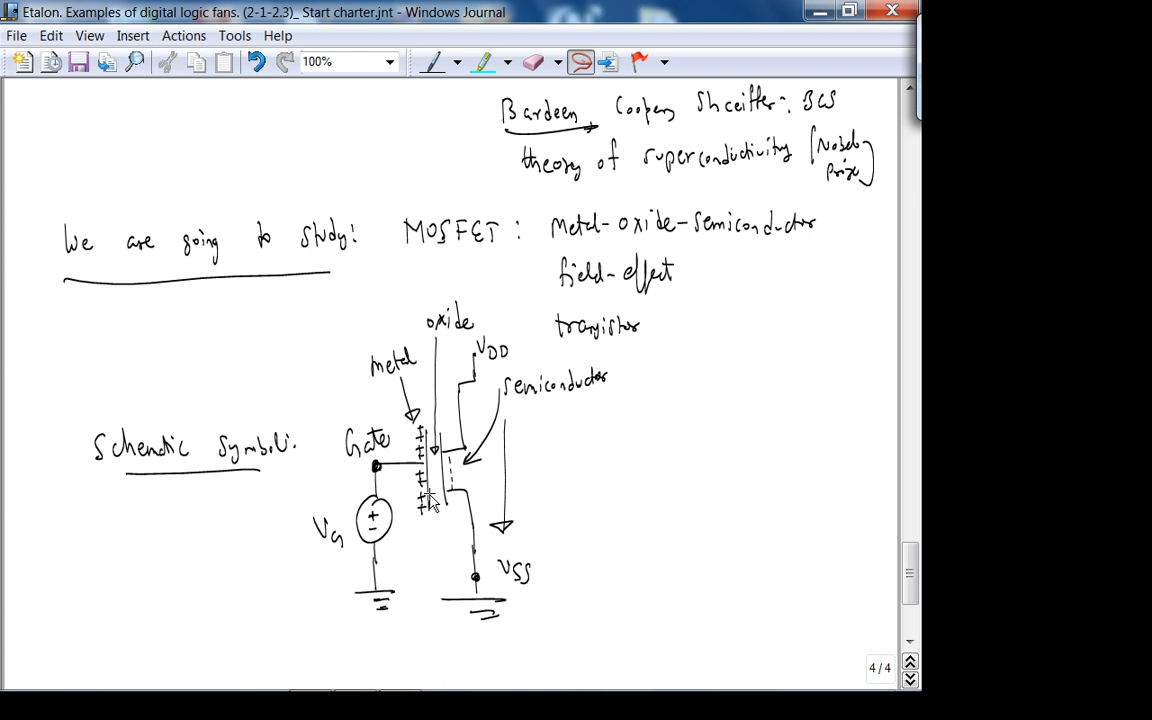 Etalon. Examples of digital logic fans. (2-1-2.3)_ Start charter.jnt - Windows Journal
File Edit View Insert Actions Tools Help
100%
Bardeen, Coopers Shceiffer: BCS
theory of superconductivity [Nobel
Prize]
We are going to study: MOSFET: Metal-oxide-semiconductor
field-effect
transistor
oxide
Metal
VDD
semiconductor
Schematic Symbol:
Gate
VG
VSS
4 / 4